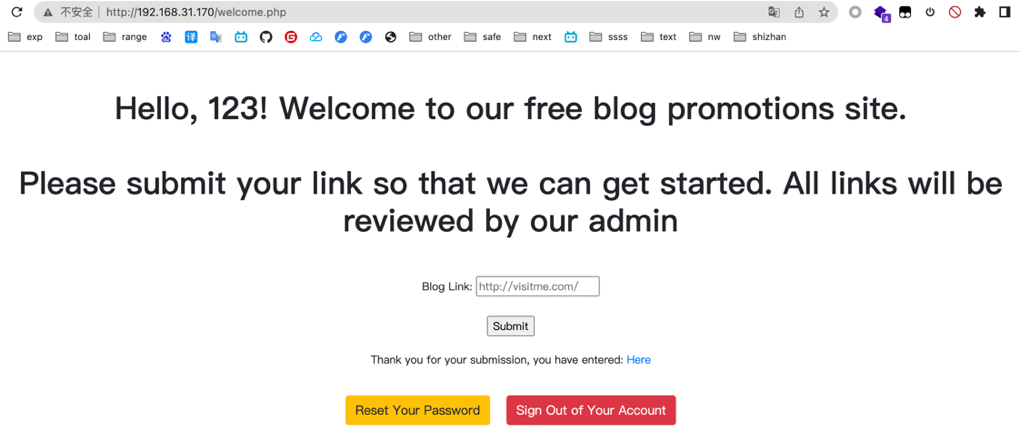 不安全 http://192.168.31.170/welcome.php 4
exp toal range other safe next ssss text nw shizhan
Hello, 123! Welcome to our free blog promotions site.
Please submit your link so that we can get started. All links will be
reviewed by our admin
Blog Link: http://visitme.com/
Submit
Thank you for your submission, you have entered: Here
Reset Your Password Sign Out of Your Account